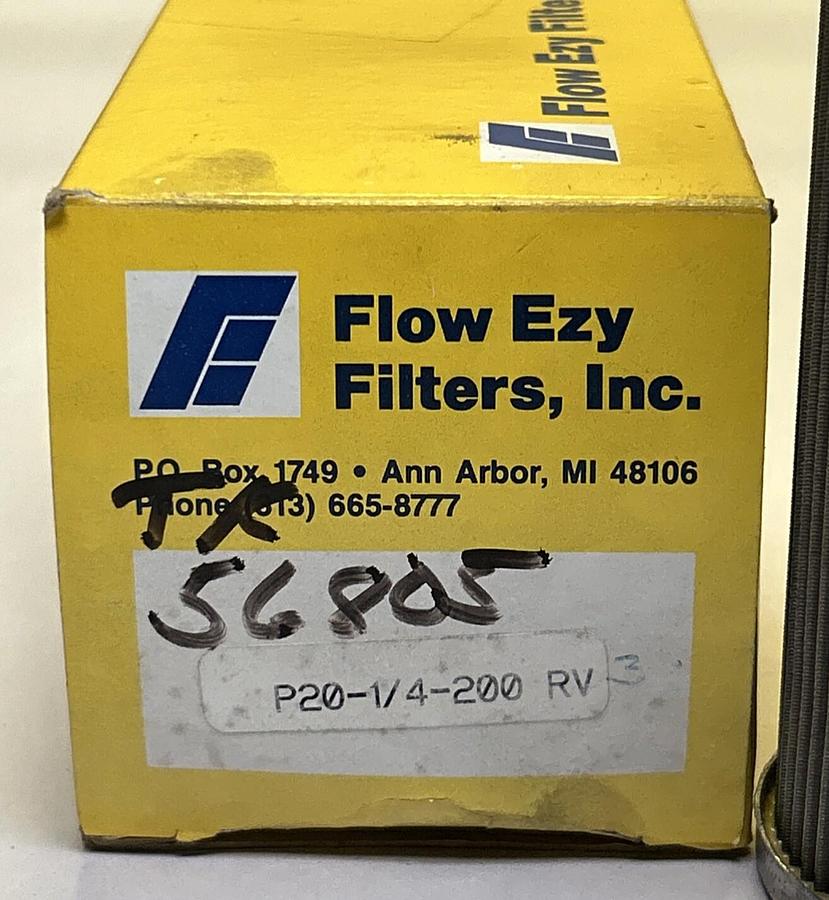 Flow Ezy Filte
Flow Ezy
Filters, Inc.
P.O. Box 1749 • Ann Arbor, MI 48106
Phone (313) 665-8777
TX
56805
P20-1/4-200 RV 3